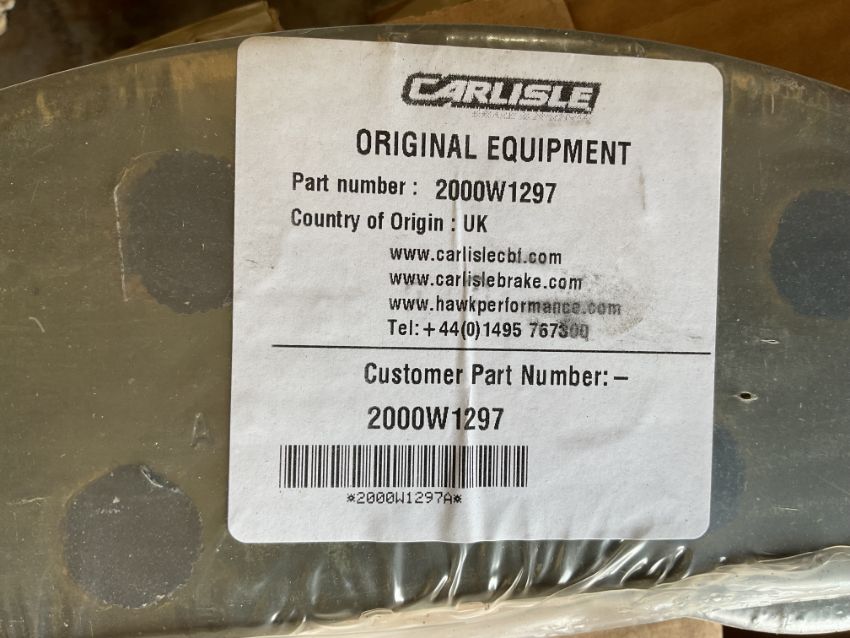 CARLISLE
ORIGINAL EQUIPMENT
Part number : 2000W1297
Country of Origin : UK
www.carlislecbf.com
www.carlislebrake.com
www.hawkperformance.com
Tel:+44(0)1495 767300
Customer Part Number:–
2000W1297
*2000W1297A*
A